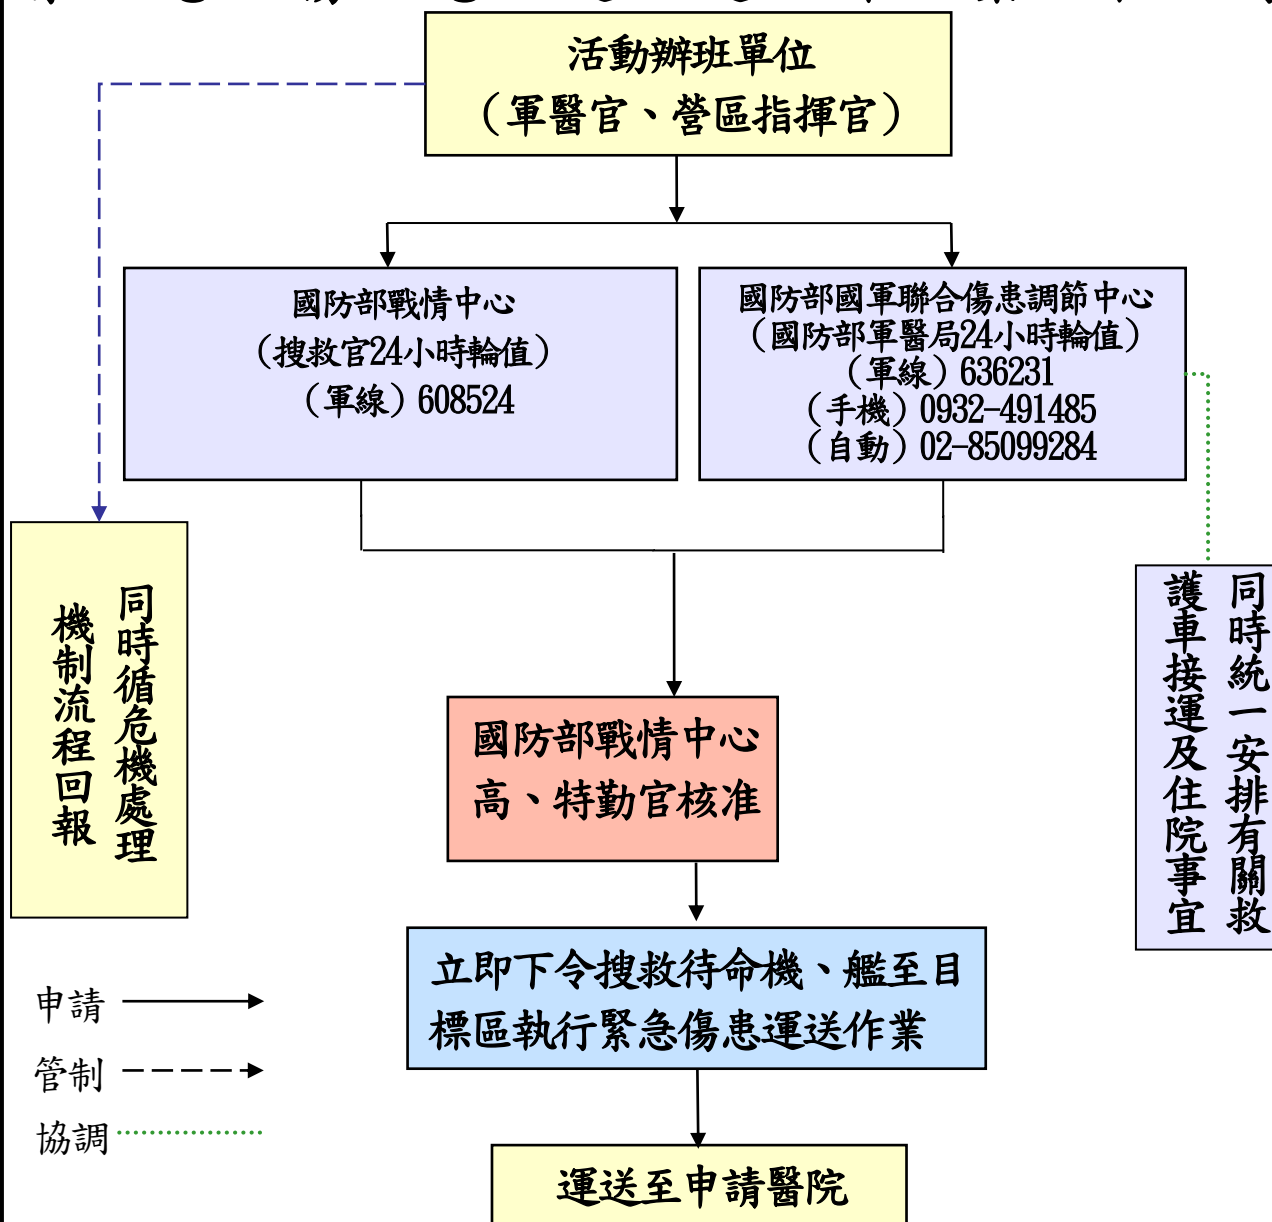 活動辦班單位
（軍醫官、營區指揮官）
國防部戰情中心
（搜救官24小時輪值）
（軍線）608524
國防部國軍聯合傷患調節中心
（國防部軍醫局24小時輪值）
（軍線）636231
（手機）0932-491485
（自動）02-85099284
同時循危機處理
機制流程回報
同時統一安排有關救
護車接運及住院事宜
國防部戰情中心
高、特勤官核准
立即下令搜救待命機、艦至目
標區執行緊急傷患運送作業
運送至申請醫院
申請
管制
協調